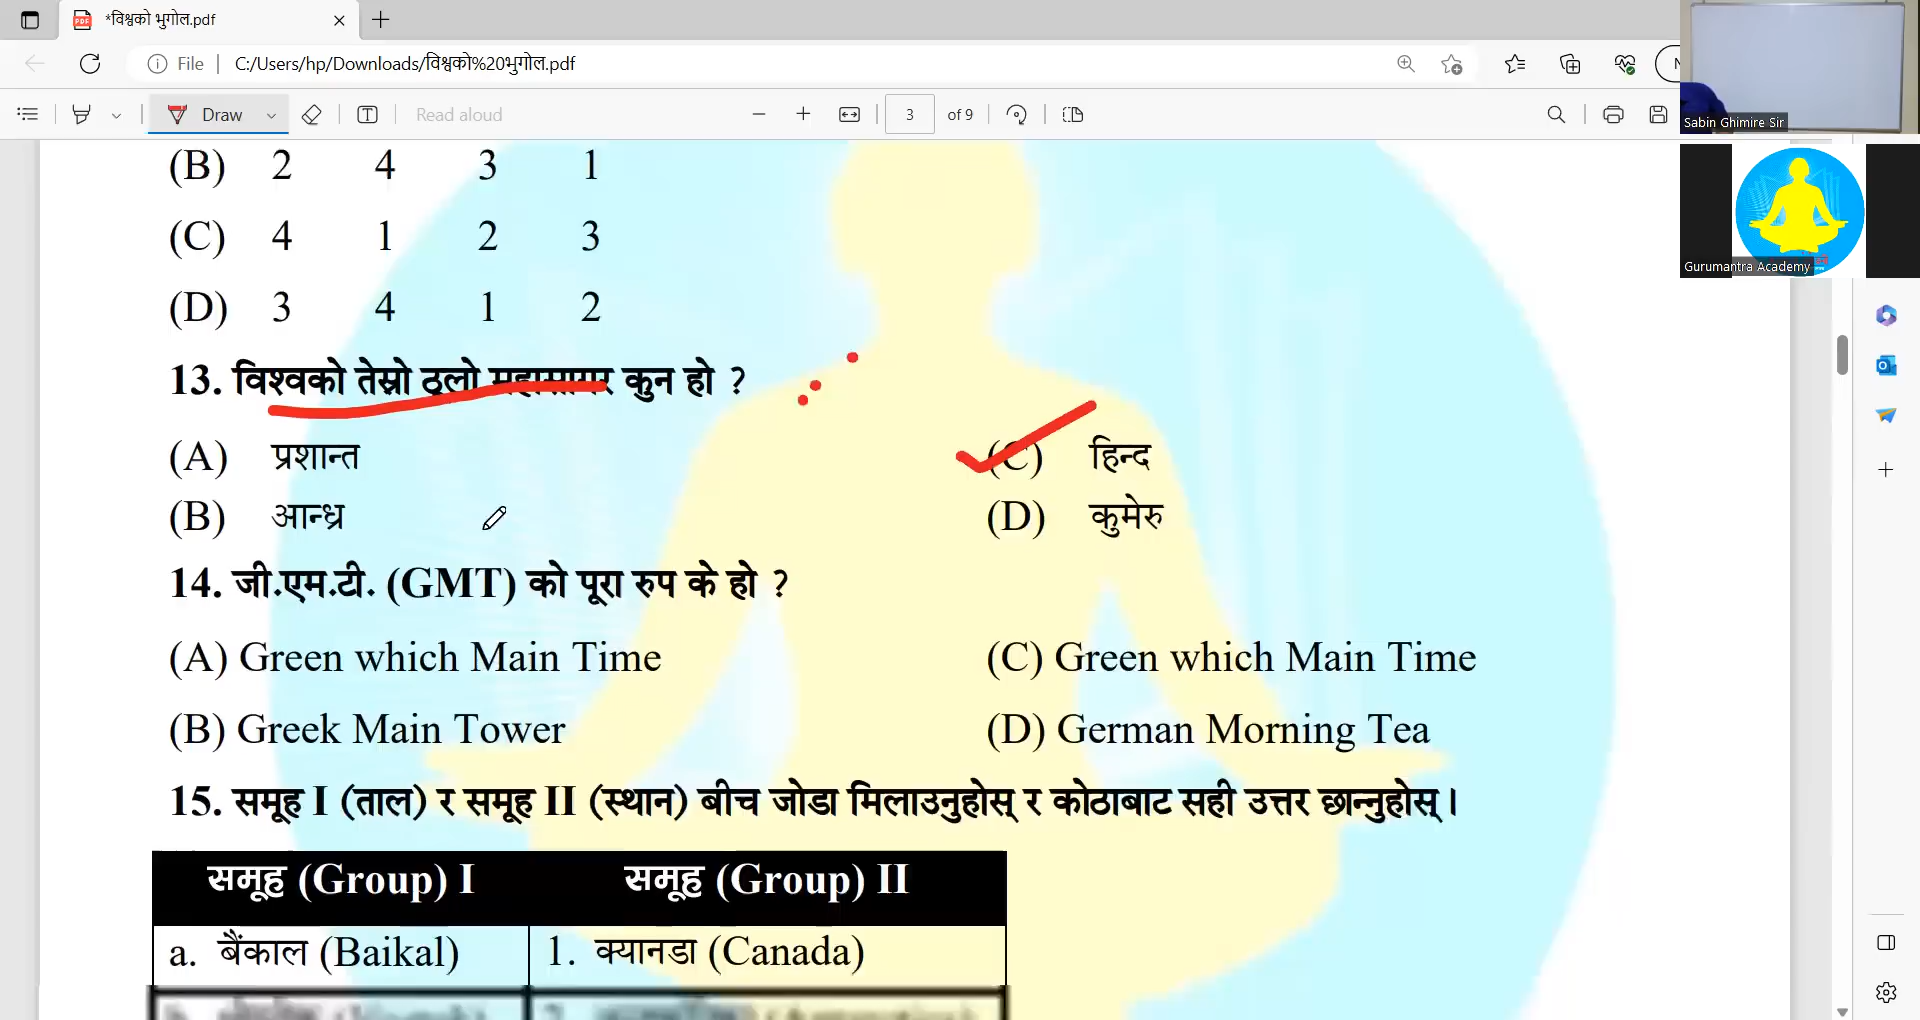 *विश्वको भुगोल.pdf
File
C:/Users/hp/Downloads/विश्वको%20भुगोल.pdf
Draw
Read aloud
3
of 9
Sabin Ghimire Sir
Gurumantra Academy
(B) 2 4 3 1
(C) 4 1 2 3
(D) 3 4 1 2
13. विश्वको तेस्रो ठूलो महासागर कुन हो ?
(A) प्रशान्त
(C) हिन्द
(B) आन्ध्र
(D) कुमेरु
14. जी.एम.टी. (GMT) को पूरा रुप के हो ?
(A) Green which Main Time
(C) Green which Main Time
(B) Greek Main Tower
(D) German Morning Tea
15. समूह I (ताल) र समूह II (स्थान) बीच जोडा मिलाउनुहोस् र कोठाबाट सही उत्तर छान्नुहोस् ।
समूह (Group) I
समूह (Group) II
a. बैंकाल (Baikal)
1. क्यानडा (Canada)